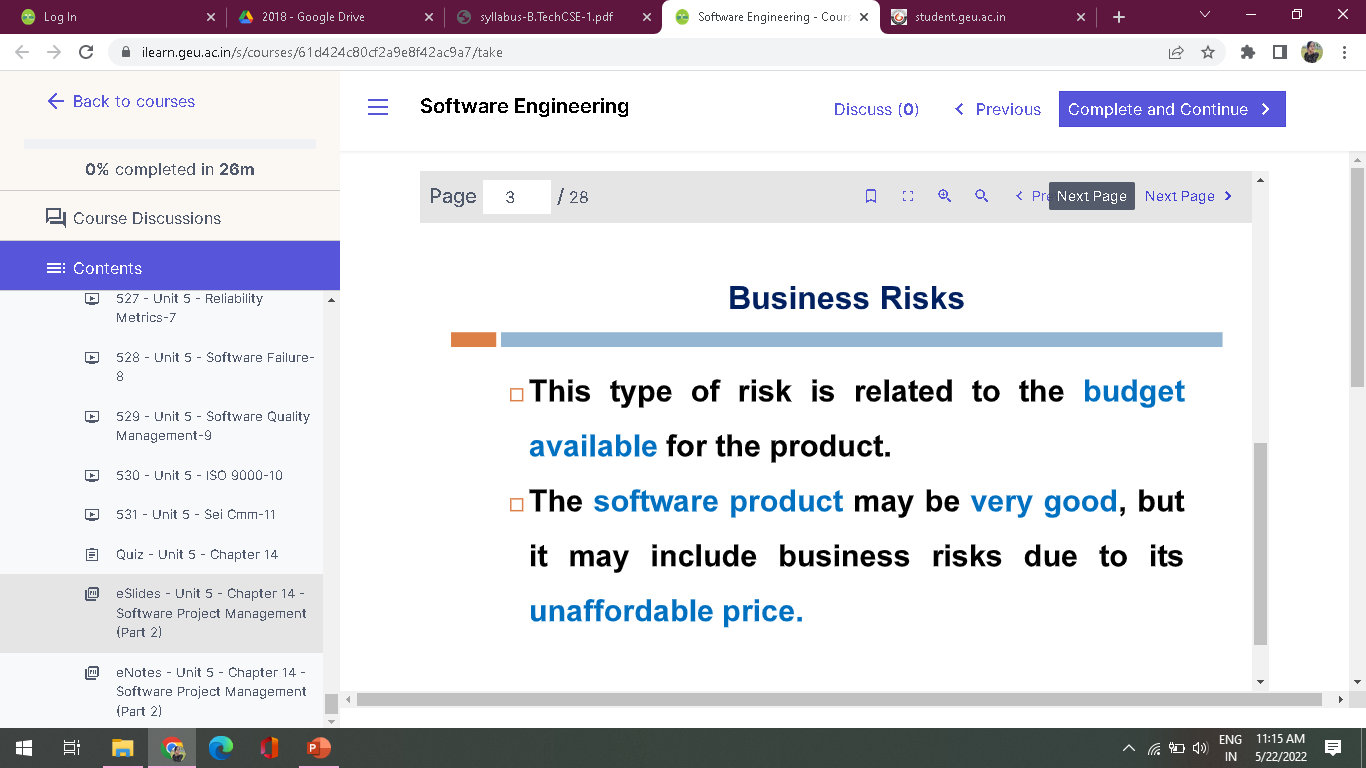 Log In
2018 - Google Drive
syllabus-B.TechCSE-1.pdf
Software Engineering - Cours
student.geu.ac.in
ilearn.geu.ac.in/s/courses/61d424c80cf2a9e8f42ac9a7/take
Back to courses
0% completed in 26m
Course Discussions
Contents
527 - Unit 5 - Reliability
Metrics-7
528 - Unit 5 - Software Failure-
8
529 - Unit 5 - Software Quality
Management-9
530 - Unit 5 - ISO 9000-10
531 - Unit 5 - Sei Cmm-11
Quiz - Unit 5 - Chapter 14
eSlides - Unit 5 - Chapter 14 -
Software Project Management
(Part 2)
eNotes - Unit 5 - Chapter 14 -
Software Project Management
(Part 2)
Software Engineering
Discuss (0)
Previous
Complete and Continue
Page 3 / 28
Pre
Next Page
Next Page
Business Risks
This type of risk is related to the budget
available for the product.
The software product may be very good, but
it may include business risks due to its
unaffordable price.
ENG
IN
11:15 AM
5/22/2022